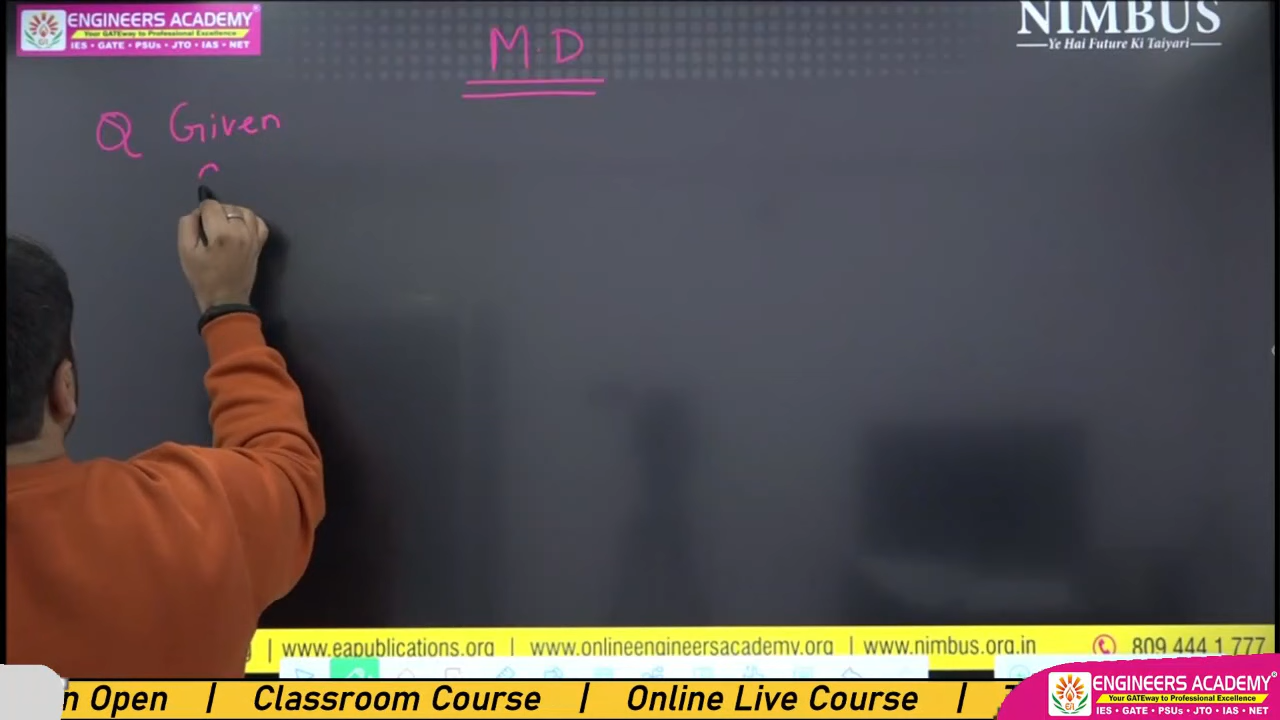 ENGINEERS ACADEMY
Your GATEway to Professional Excellence
IES • GATE • PSUs • JTO • IAS • NET
NIMBUS
Ye Hai Future Ki Taiyari
M.D
Q Given
| www.eapublications.org | www.onlineengineersacademy.org | www.nimbus.org.in 809 444 1 777
n Open | Classroom Course | Online Live Course |
ENGINEERS ACADEMY
Your GATEway to Professional Excellence
IES • GATE • PSUs • JTO • IAS • NET